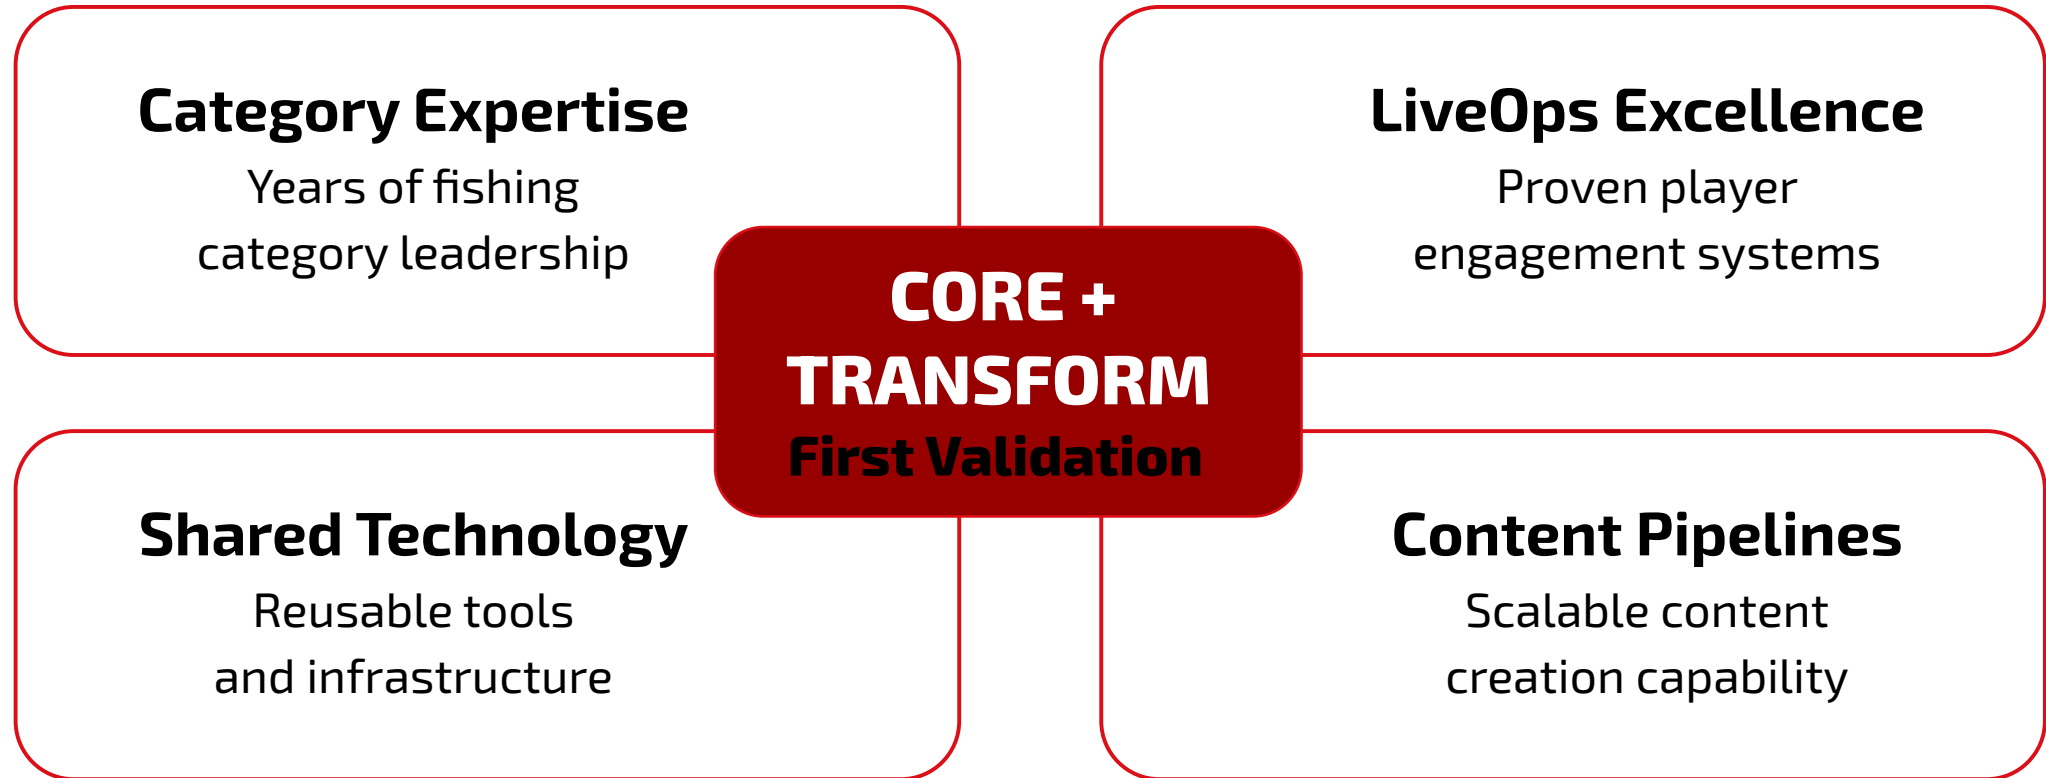 Category Expertise
Years of fishing
category leadership
LiveOps Excellence
Proven player
engagement systems
CORE +
TRANSFORM
First Validation
Shared Technology
Reusable tools
and infrastructure
Content Pipelines
Scalable content
creation capability